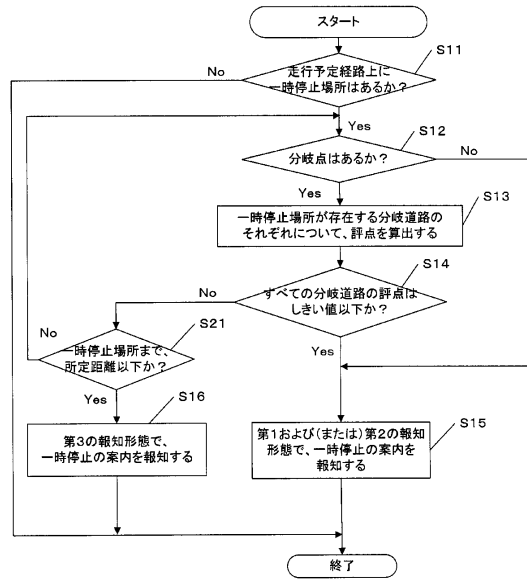 スタート
S11
走行予定経路上に
一時停止場所はあるか？
No
Yes
S12
分岐点はあるか？
No
Yes
S13
一時停止場所が存在する分岐道路の
それぞれについて、評点を算出する
S14
すべての分岐道路の評点は
しきい値以下か？
No
Yes
S21
一時停止場所まで、
所定距離以下か？
No
Yes
S16
第3の報知形態で、
一時停止の案内を報知する
S15
第1および(または)第2の報知
形態で、一時停止の案内を
報知する
終了